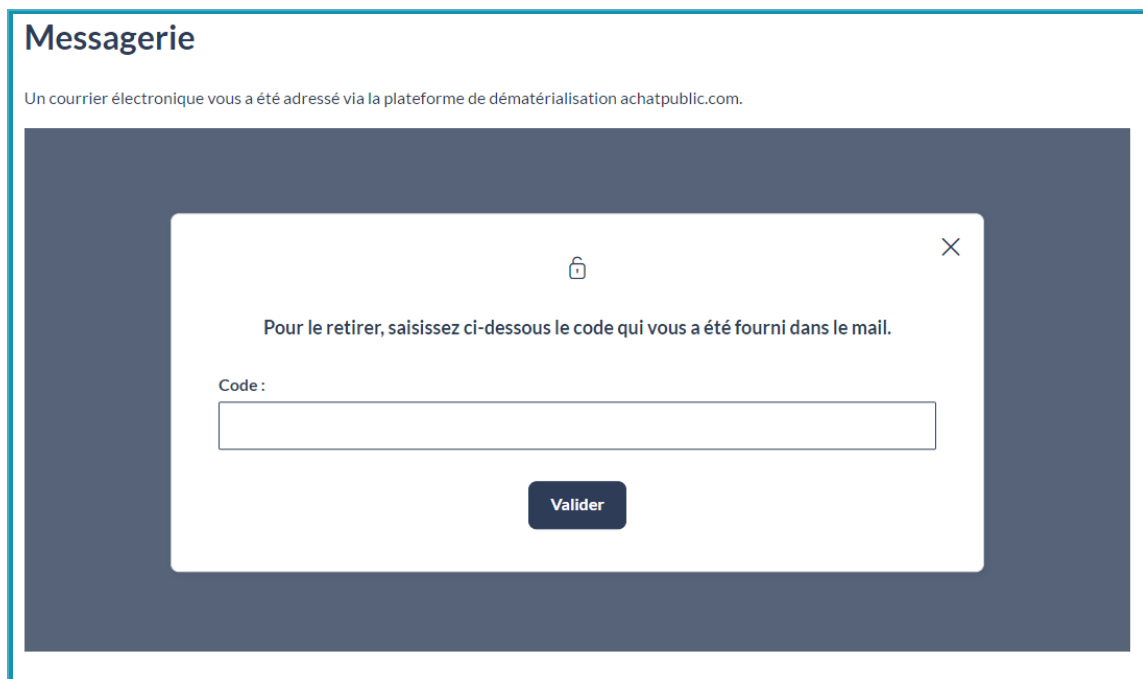 Messagerie
Un courrier électronique vous a été adressé via la plateforme de dématérialisation achatpublic.com.
Pour le retirer, saisissez ci-dessous le code qui vous a été fourni dans le mail.
Code :
Valider